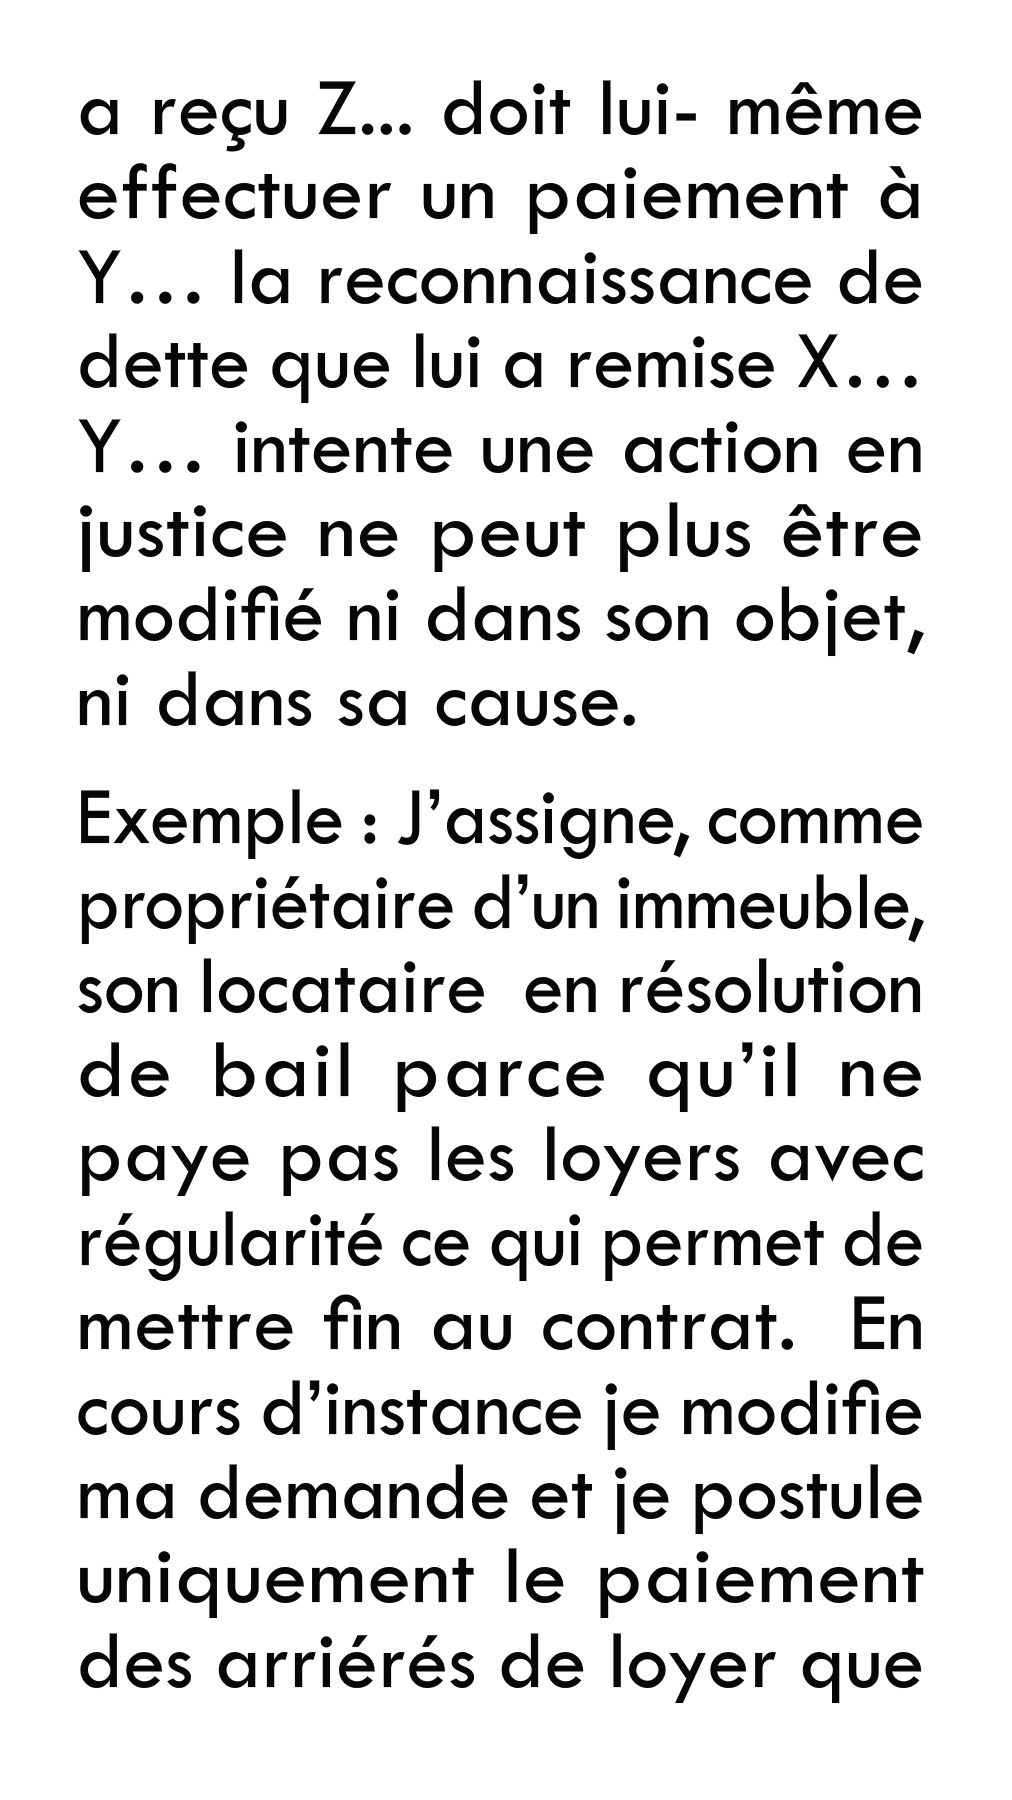 a reçu Z... doit lui- même
effectuer un paiement à
Y… la reconnaissance de
dette que lui a remise X…
Y… intente une action en
justice ne peut plus être
modifié ni dans son objet,
ni dans sa cause.
Exemple : J’assigne, comme
propriétaire d’un immeuble,
son locataire  en résolution
de bail parce qu’il ne
paye pas les loyers avec
régularité ce qui permet de
mettre fin au contrat.  En
cours d’instance je modifie
ma demande et je postule
uniquement le paiement
des arriérés de loyer que